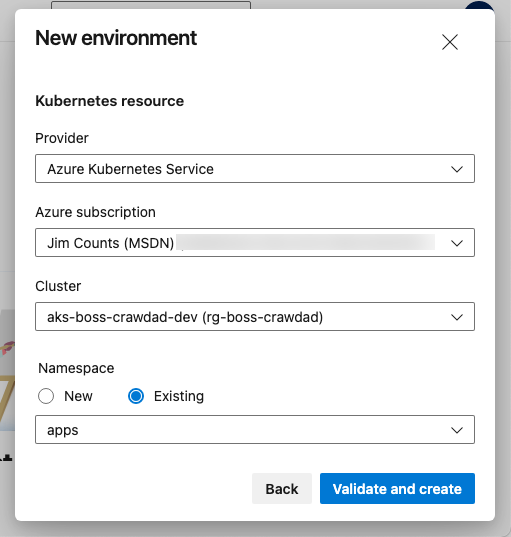 New environment
Kubernetes resource
Provider
Azure Kubernetes Service
Azure subscription
Jim Counts (MSDN)
Cluster
aks-boss-crawdad-dev (rg-boss-crawdad)
Namespace
New
Existing
apps
Back
Validate and create